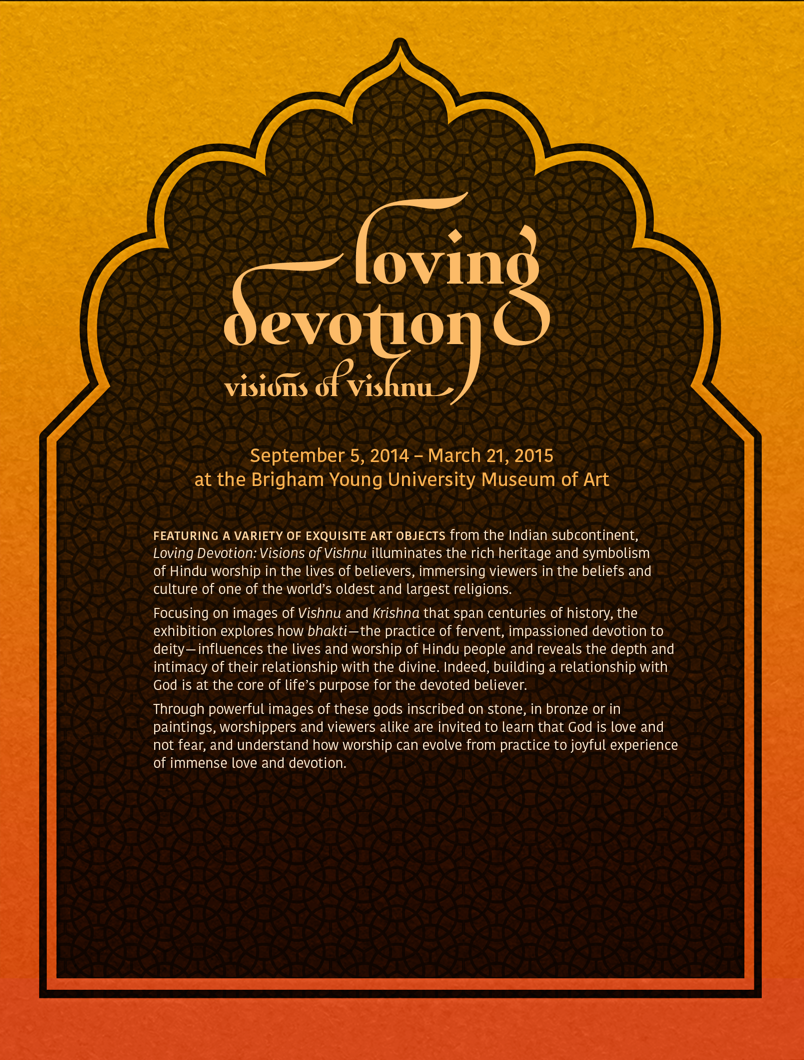 loving
devotion
visions of Vishnu
September 5, 2014 – March 21, 2015
at the Brigham Young University Museum of Art
FEATURING A VARIETY OF EXQUISITE ART OBJECTS from the Indian subcontinent,
Loving Devotion: Visions of Vishnu illuminates the rich heritage and symbolism
of Hindu worship in the lives of believers, immersing viewers in the beliefs and
culture of one of the world’s oldest and largest religions.
Focusing on images of Vishnu and Krishna that span centuries of history, the
exhibition explores how bhakti—the practice of fervent, impassioned devotion to
deity—influences the lives and worship of Hindu people and reveals the depth and
intimacy of their relationship with the divine. Indeed, building a relationship with
God is at the core of life’s purpose for the devoted believer.
Through powerful images of these gods inscribed on stone, in bronze or in
paintings, worshippers and viewers alike are invited to learn that God is love and
not fear, and understand how worship can evolve from practice to joyful experience
of immense love and devotion.